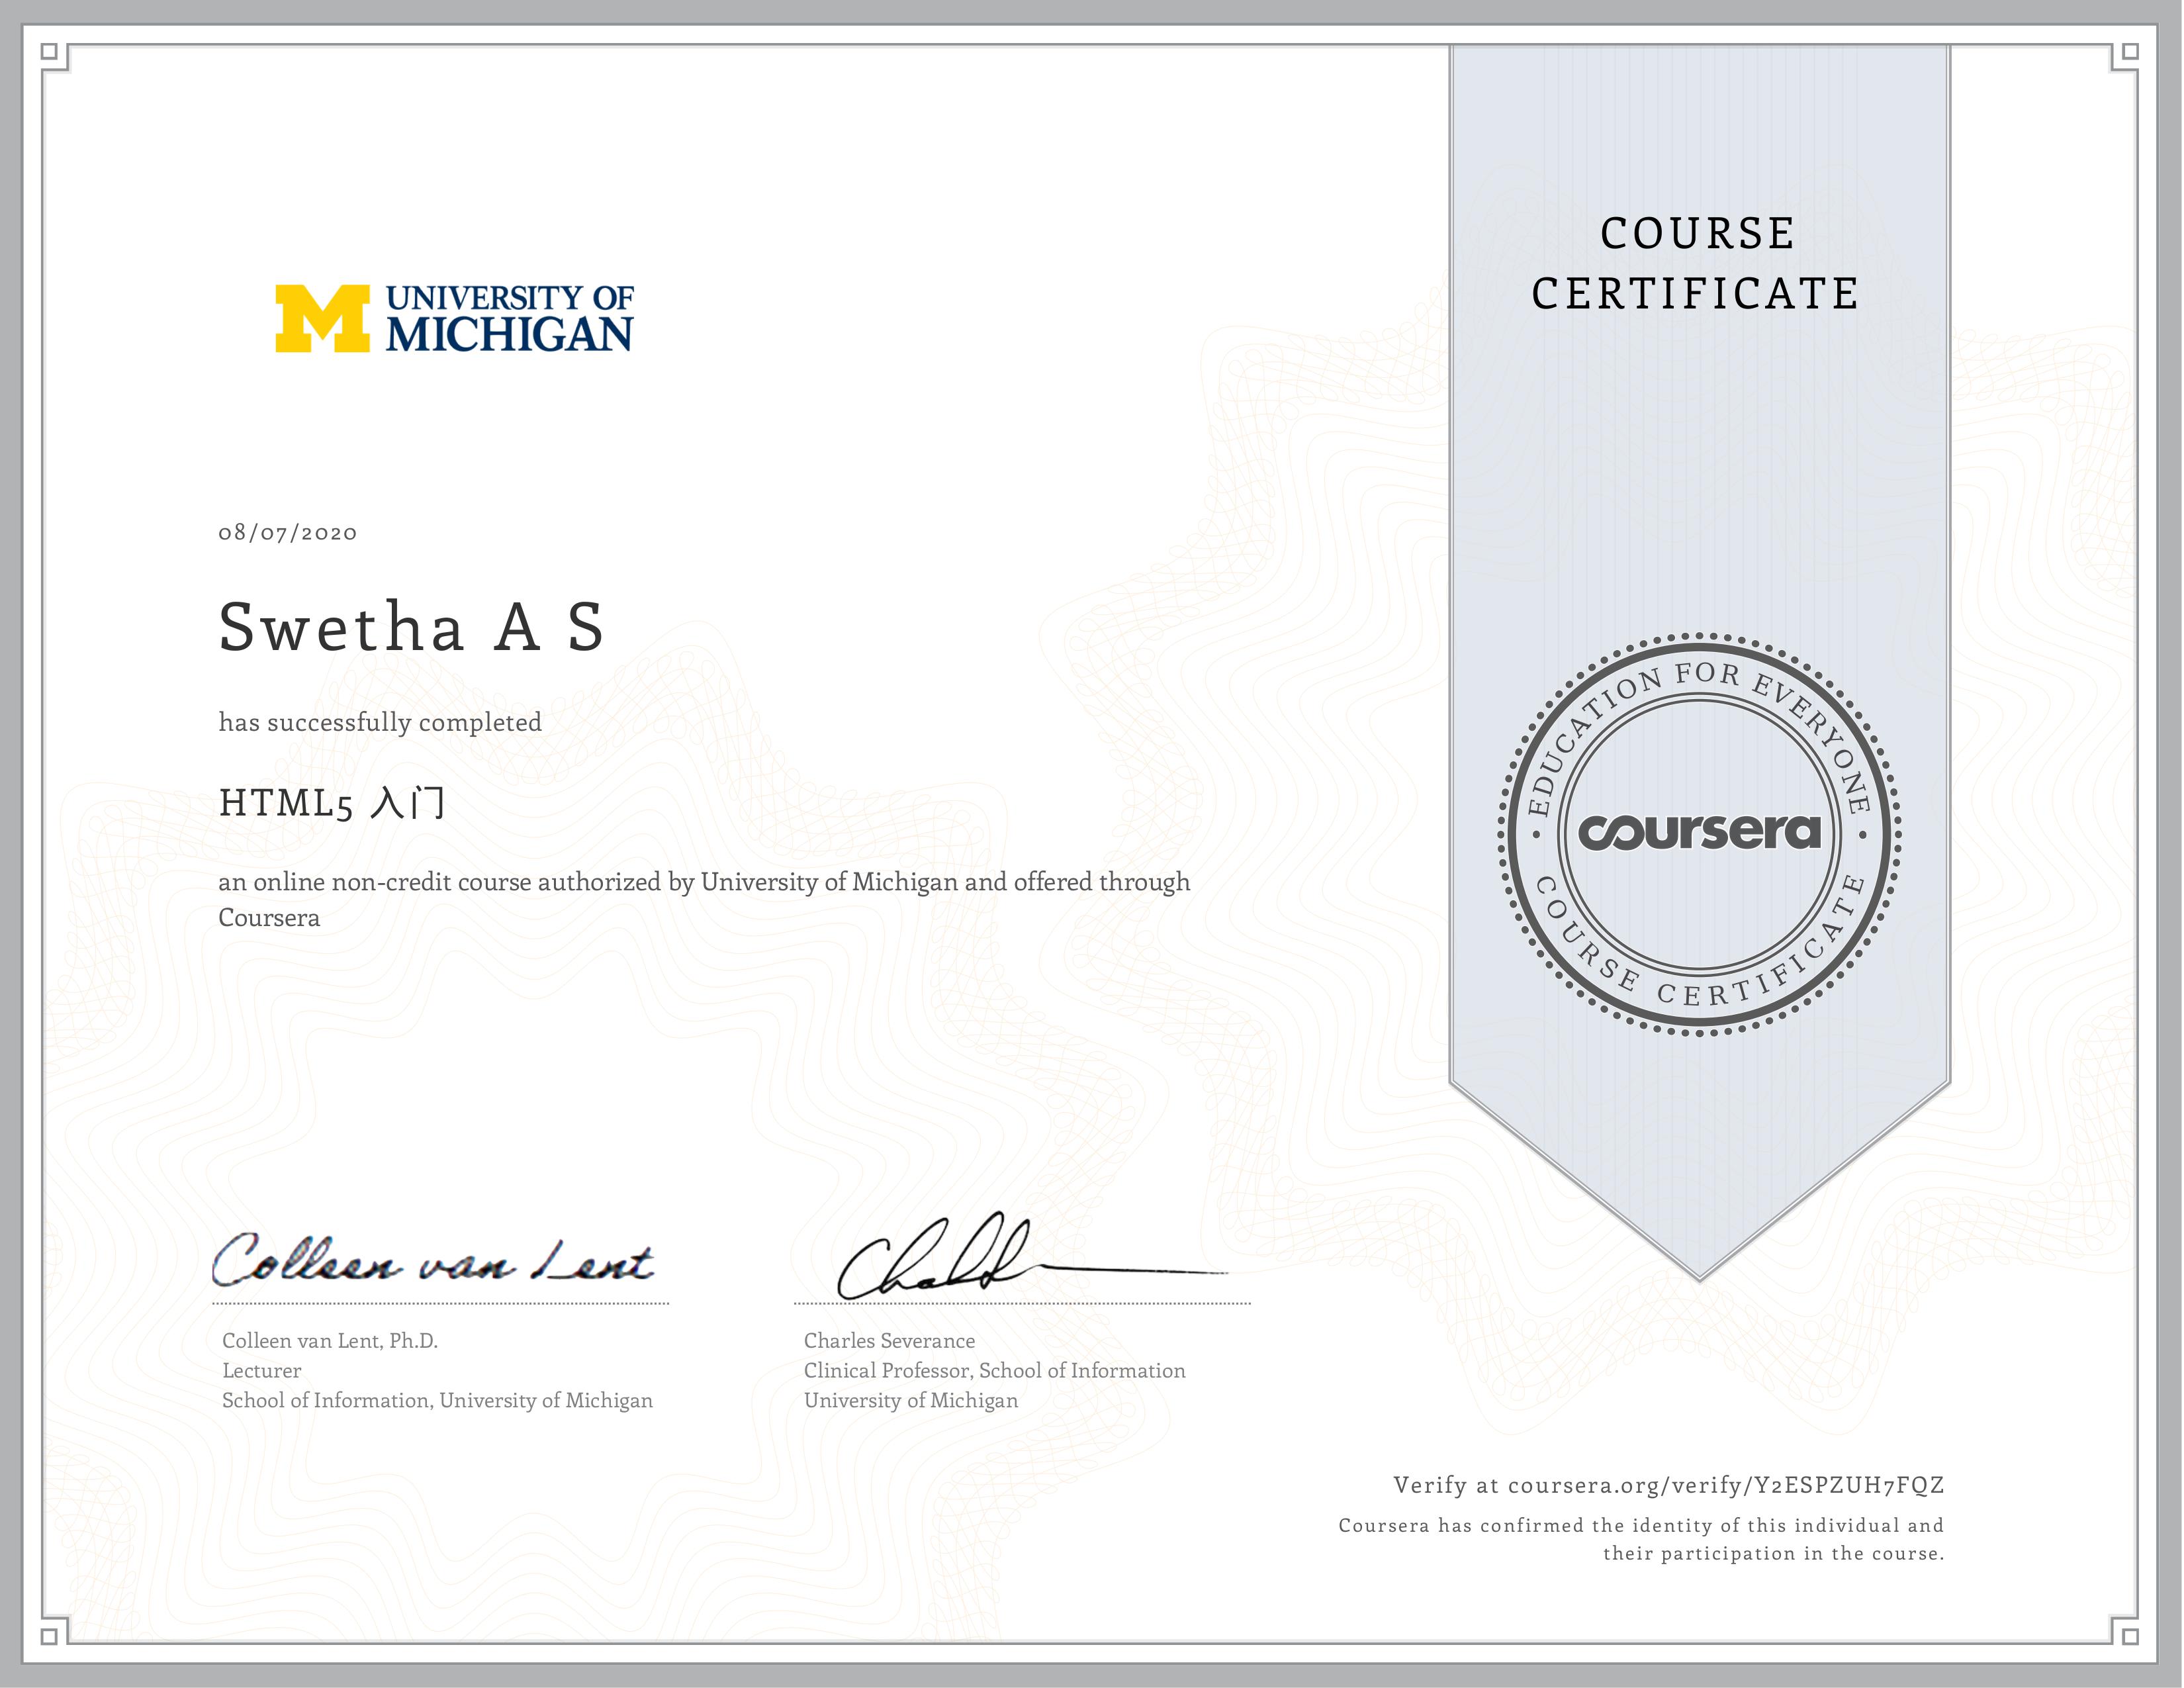 UNIVERSITY OF
MICHIGAN
08/07/2020
Swetha A S
has successfully completed
HTML5 入门
an online non-credit course authorized by University of Michigan and offered through
Coursera
Colleen van Lent
Colleen van Lent, Ph.D.
Lecturer
School of Information, University of Michigan
Charles Severance
Clinical Professor, School of Information
University of Michigan
COURSE
CERTIFICATE
EDUCATION FOR EVERYONE
coursera
COURSE CERTIFICATE
Verify at coursera.org/verify/Y2ESPZUH7FQZ
Coursera has confirmed the identity of this individual and
their participation in the course.